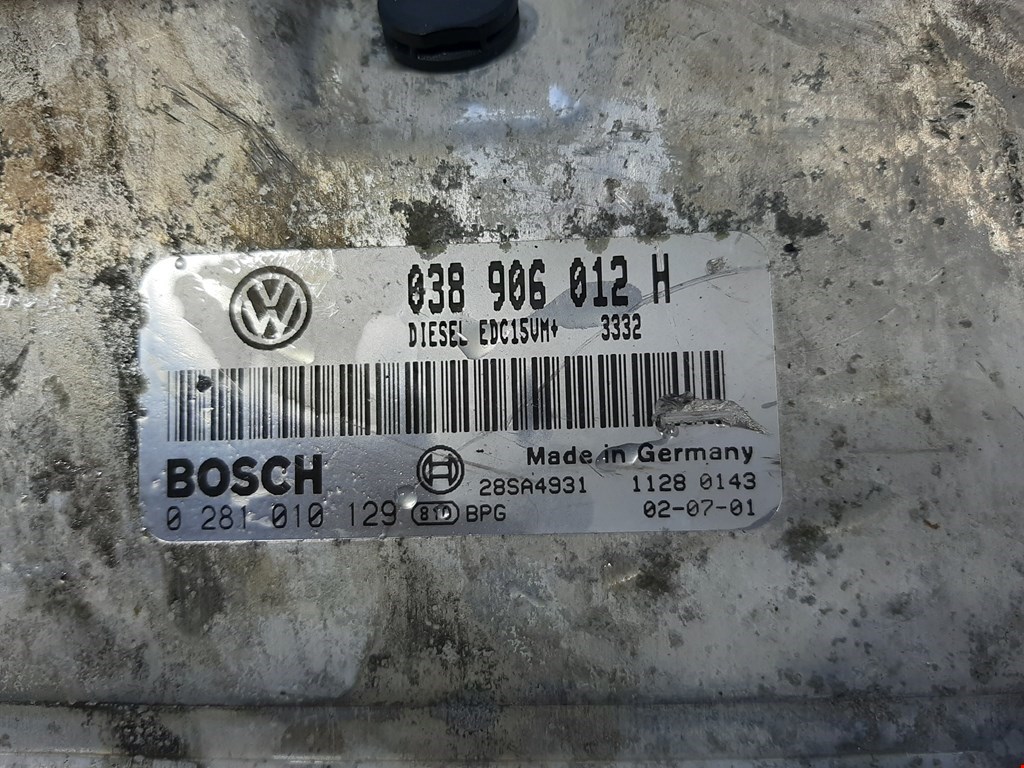 038 906 012 H
DIESEL EDC15VM+ 3332
BOSCH
Made in Germany
28SA4931 1128 0143
0 281 010 129 810 BPG 02-07-01